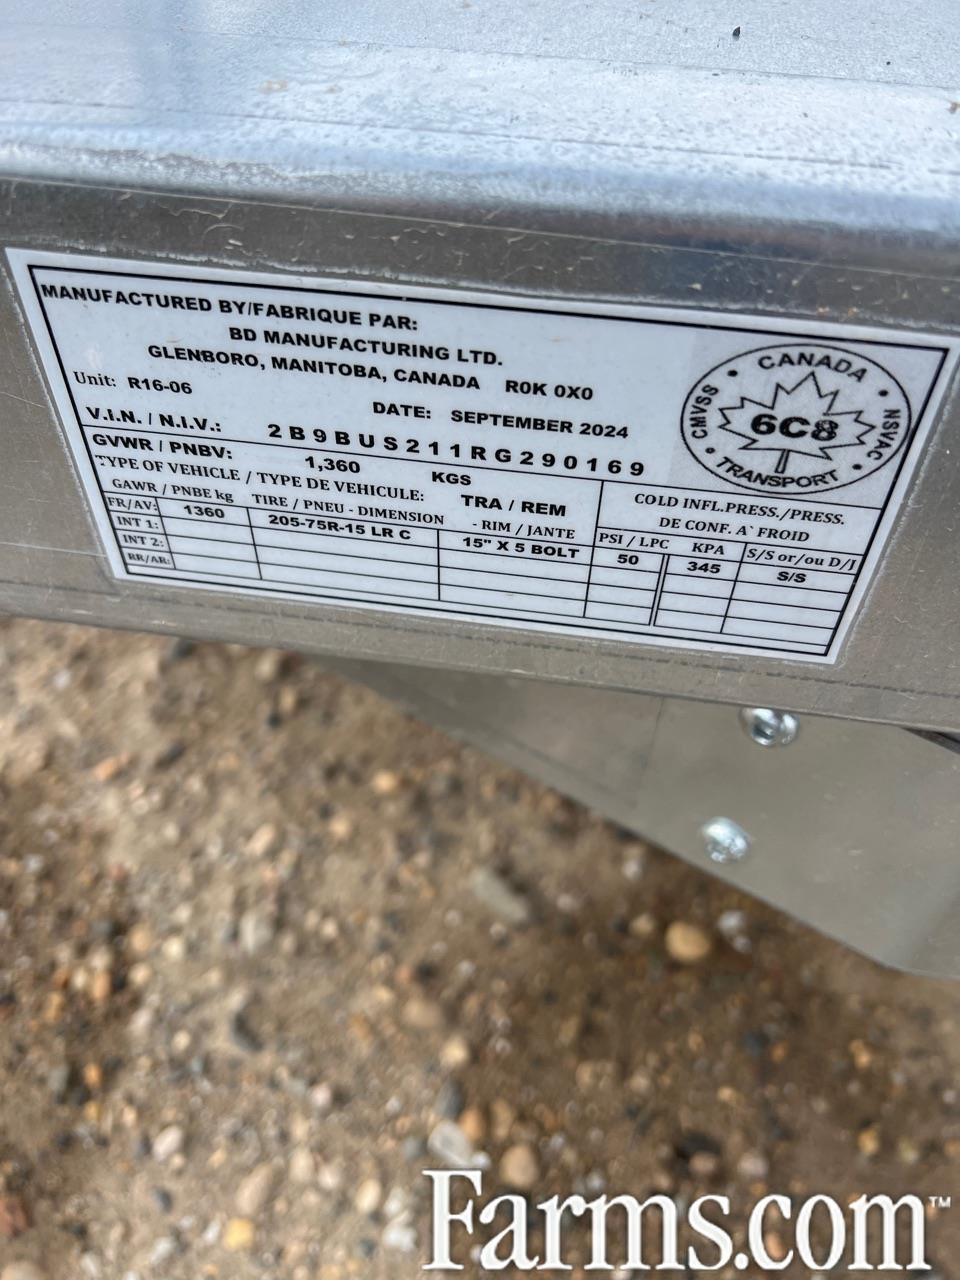 MANUFACTURED BY/FABRIQUE PAR:
BD MANUFACTURING LTD.
GLENBORO, MANITOBA, CANADA R0K 0X0
Unit: R16-06
DATE: SEPTEMBER 2024
V.I.N. / N.I.V.: 2B9BUS211RG290169
GVWR / PNBV: 1,360 KGS
TYPE OF VEHICLE / TYPE DE VEHICULE: TRA / REM
COLD INFL.PRESS./PRESS.
DE CONF. A` FROID
GAWR / PNBE kg TIRE / PNEU - DIMENSION - RIM / JANTE PSI / LPC KPA S/S or/ou D/J
FR/AV: 1360 205-75R-15 LR C 15" X 5 BOLT 50 345 S/S
INT 1:
INT 2:
RR/AR:
CANADA
CMVSS
NSVAC
6C8
TRANSPORT
Farms.com™